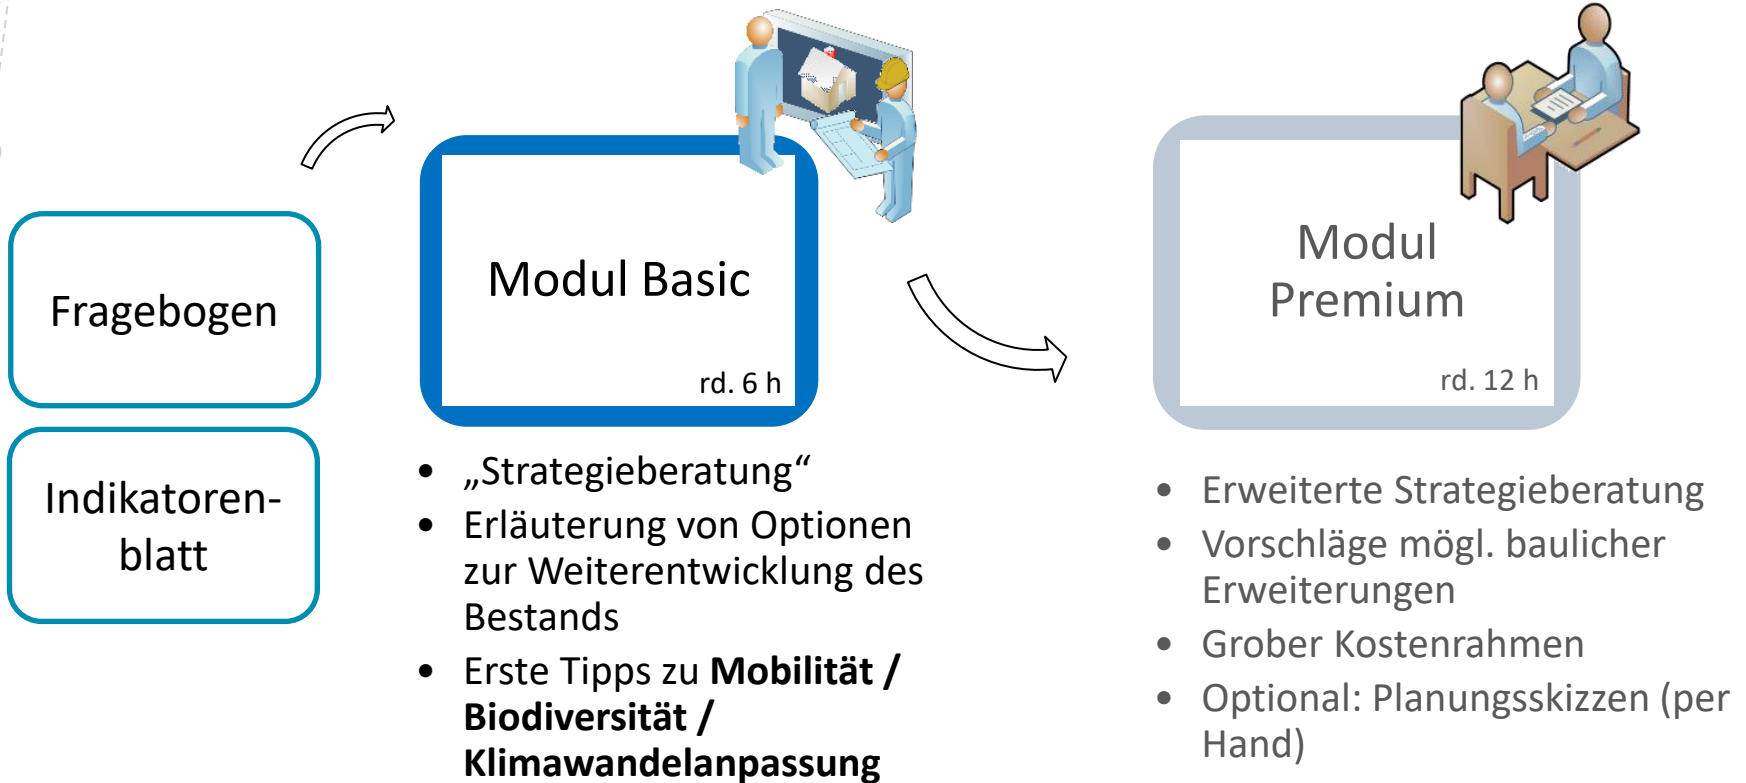 Fragebogen
Indikatoren-
blatt
Modul Basic
rd. 6 h
• „Strategieberatung“
• Erläuterung von Optionen
zur Weiterentwicklung des
Bestands
• Erste Tipps zu Mobilität /
Biodiversität /
Klimawandelanpassung
Modul
Premium
rd. 12 h
• Erweiterte Strategieberatung
• Vorschläge mögl. baulicher
Erweiterungen
• Grober Kostenrahmen
• Optional: Planungsskizzen (per
Hand)